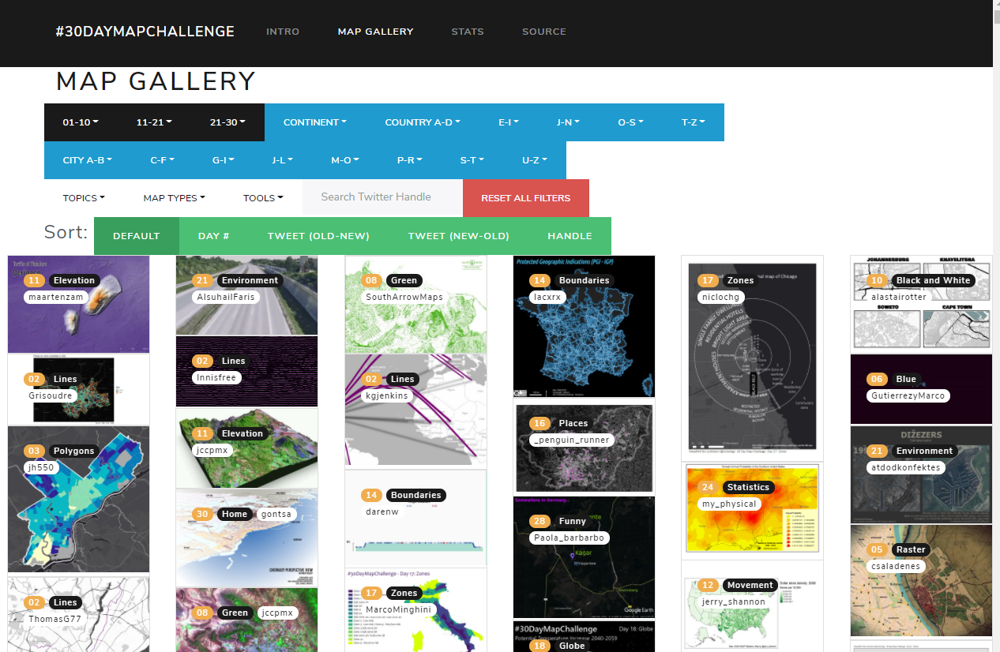 #30DAYMAPCHALLENGE INTRO MAP GALLERY STATS SOURCE
MAP GALLERY
01-10 11-21 21-30 CONTINENT COUNTRY A-D E-I J-N O-S T-Z
CITY A-B C-F G-I J-L M-O P-R S-T U-Z
TOPICS MAP TYPES TOOLS Search Twitter Handle RESET ALL FILTERS
Sort: DEFAULT DAY # TWEET (OLD-NEW) TWEET (NEW-OLD) HANDLE
11 Elevation
maartenzam
02 Lines
Grisoudre
03 Polygons
jh550
02 Lines
ThomasG77
21 Environment
AlsuhailFaris
02 Lines
Innisfree
11 Elevation
jccpmx
30 Home gontsa
08 Green jccpmx
08 Green
SouthArrowMaps
02 Lines
kgjenkins
14 Boundaries
darenw
#30DayMapChallenge - Day 17: Zones
17 Zones
MarcoMinghini
Protected Geographic Indications (PGI - IGP)
14 Boundaries
lacxrx
16 Places
_penguin_runner
Somewhere in Germany...
28 Funny
Paola_barbarbo
Kagar
Google Earth
#30DayMapChallenge Day 18: Globe
Potential Temperature Increase 2040-2059
18 Globe
17 Zones
niclochg
24 Statistics
my_physical
12 Movement
jerry_shannon
JOHANNESBURG KHAYELITSHA
10 Black and White
alastairotter
SOWETO CAPE TOWN
06 Blue
GutierrezyMarco
DIŽEZERS
21 Environment
atdodkonfektes
05 Raster
csaladenes